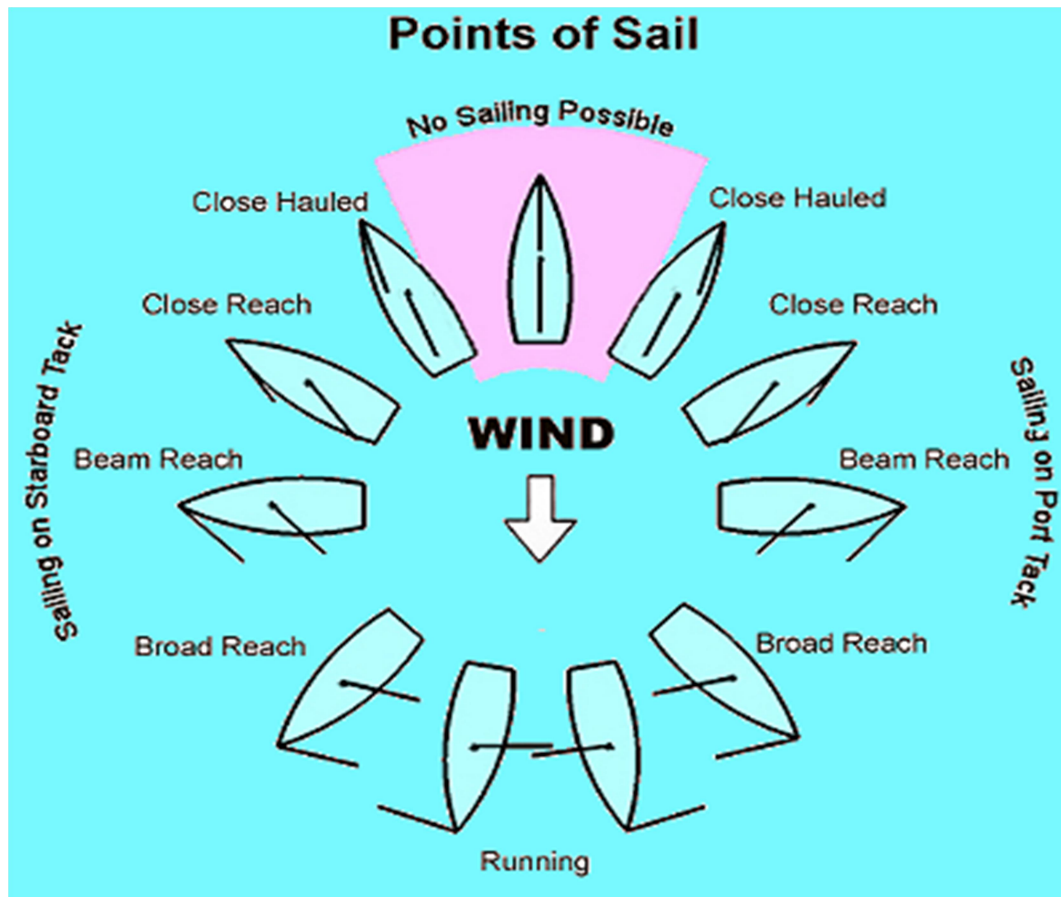 Points of Sail
No Sailing Possible
Close Hauled
Close Hauled
Close Reach
Close Reach
Sailing on Starboard Tack
Sailing on Port Tack
WIND
Beam Reach
Beam Reach
Broad Reach
Broad Reach
Running